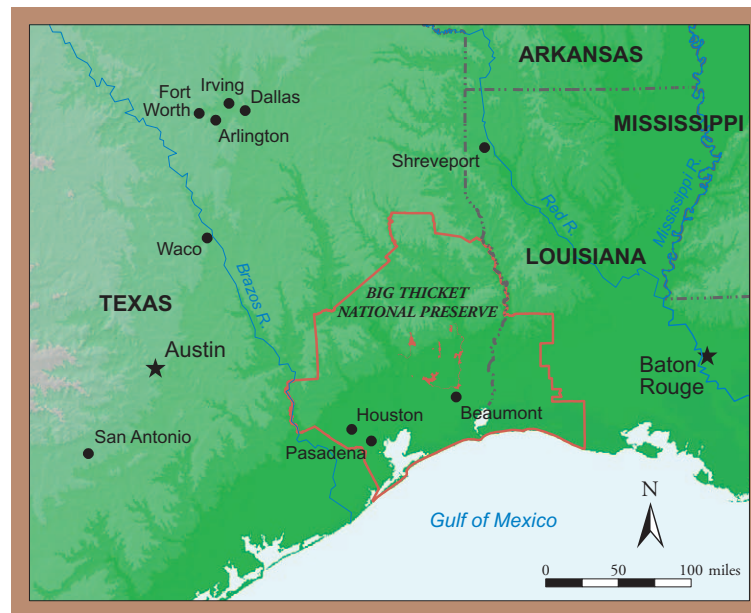 ARKANSAS
MISSISSIPPI
Fort
Worth
Irving
Dallas
Arlington
Shreveport
Red R.
Mississippi R.
Waco
Brazos R.
LOUISIANA
TEXAS
BIG THICKET
NATIONAL PRESERVE
Austin
Baton
Rouge
Houston
Beaumont
San Antonio
Pasadena
N
Gulf of Mexico
0 50 100 miles